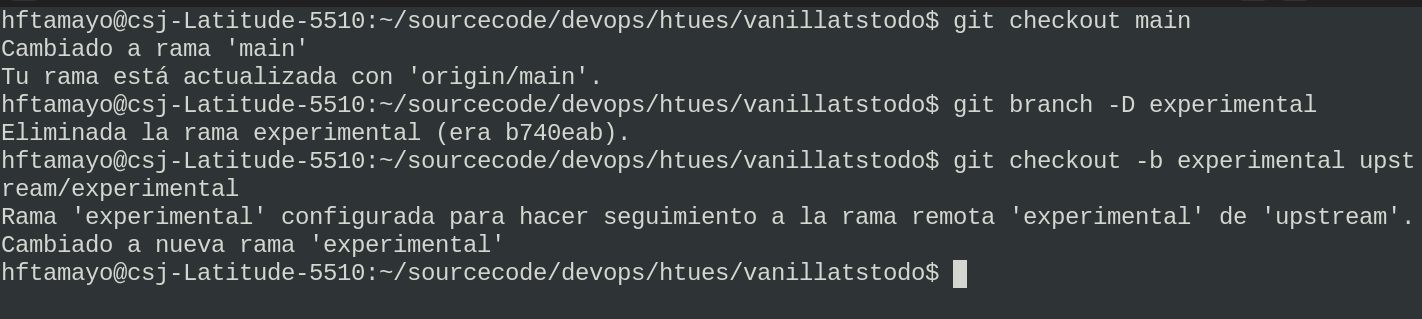 hftamayo@csj-Latitude-5510:~/sourcecode/devops/htues/vanillatstodo$ git checkout main
Cambiado a rama 'main'
Tu rama está actualizada con 'origin/main'.
hftamayo@csj-Latitude-5510:~/sourcecode/devops/htues/vanillatstodo$ git branch -D experimental
Eliminada la rama experimental (era b740eab).
hftamayo@csj-Latitude-5510:~/sourcecode/devops/htues/vanillatstodo$ git checkout -b experimental upst
ream/experimental
Rama 'experimental' configurada para hacer seguimiento a la rama remota 'experimental' de 'upstream'.
Cambiado a nueva rama 'experimental'
hftamayo@csj-Latitude-5510:~/sourcecode/devops/htues/vanillatstodo$